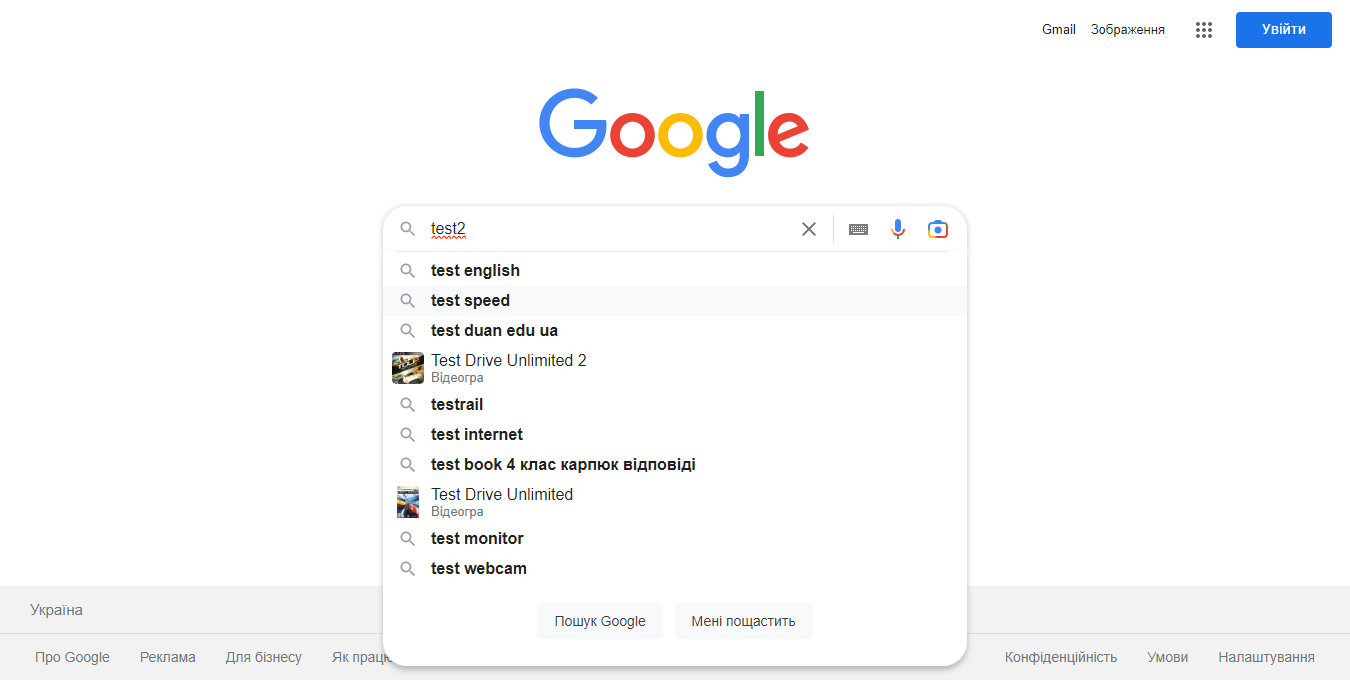 Gmail Зображення Увійти
Google
test2
test english
test speed
test duan edu ua
Test Drive Unlimited 2
Відеогра
testrail
test internet
test book 4 клас карпюк відповіді
Test Drive Unlimited
Відеогра
test monitor
test webcam
Пошук Google Мені пощастить
Україна
Про Google Реклама Для бізнесу Як Конфіденційність Умови Налаштування